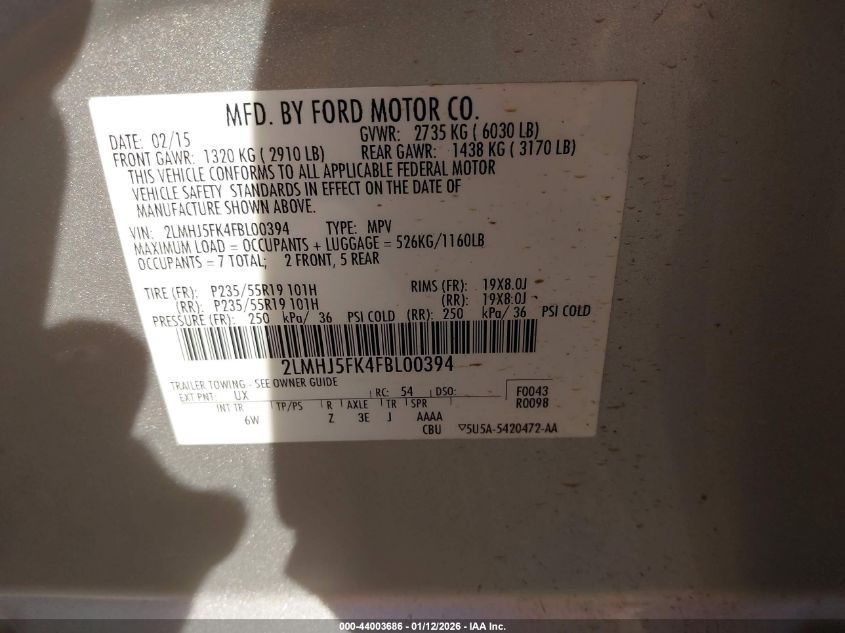 MFD. BY FORD MOTOR CO.
DATE: 02/15 GVWR: 2735 KG ( 6030 LB)
FRONT GAWR: 1320 KG ( 2910 LB) REAR GAWR: 1438 KG ( 3170 LB)
THIS VEHICLE CONFORMS TO ALL APPLICABLE FEDERAL MOTOR
VEHICLE SAFETY STANDARDS IN EFFECT ON THE DATE OF
MANUFACTURE SHOWN ABOVE.
VIN: 2LMHJ5FK4FBL00394 TYPE: MPV
MAXIMUM LOAD = OCCUPANTS + LUGGAGE = 526KG/1160LB
OCCUPANTS = 7 TOTAL; 2 FRONT, 5 REAR
TIRE (FR): P235/55R19 101H RIMS (FR): 19X8.0J
(RR): P235/55R19 101H (RR): 19X8.0J
PRESSURE (FR): 250 kPa/ 36 PSI COLD (RR): 250 kPa/ 36 PSI COLD
2LMHJ5FK4FBL00394
TRAILER TOWING - SEE OWNER GUIDE
EXT PNT: UX RC: 54 DSO: F0043
INT TR TP/PS R AXLE TR SPR R0098
6W Z 3E J AAAA
CBU ▽5U5A-5420472-AA
000-44003686 - 01/12/2026 - IAA Inc.